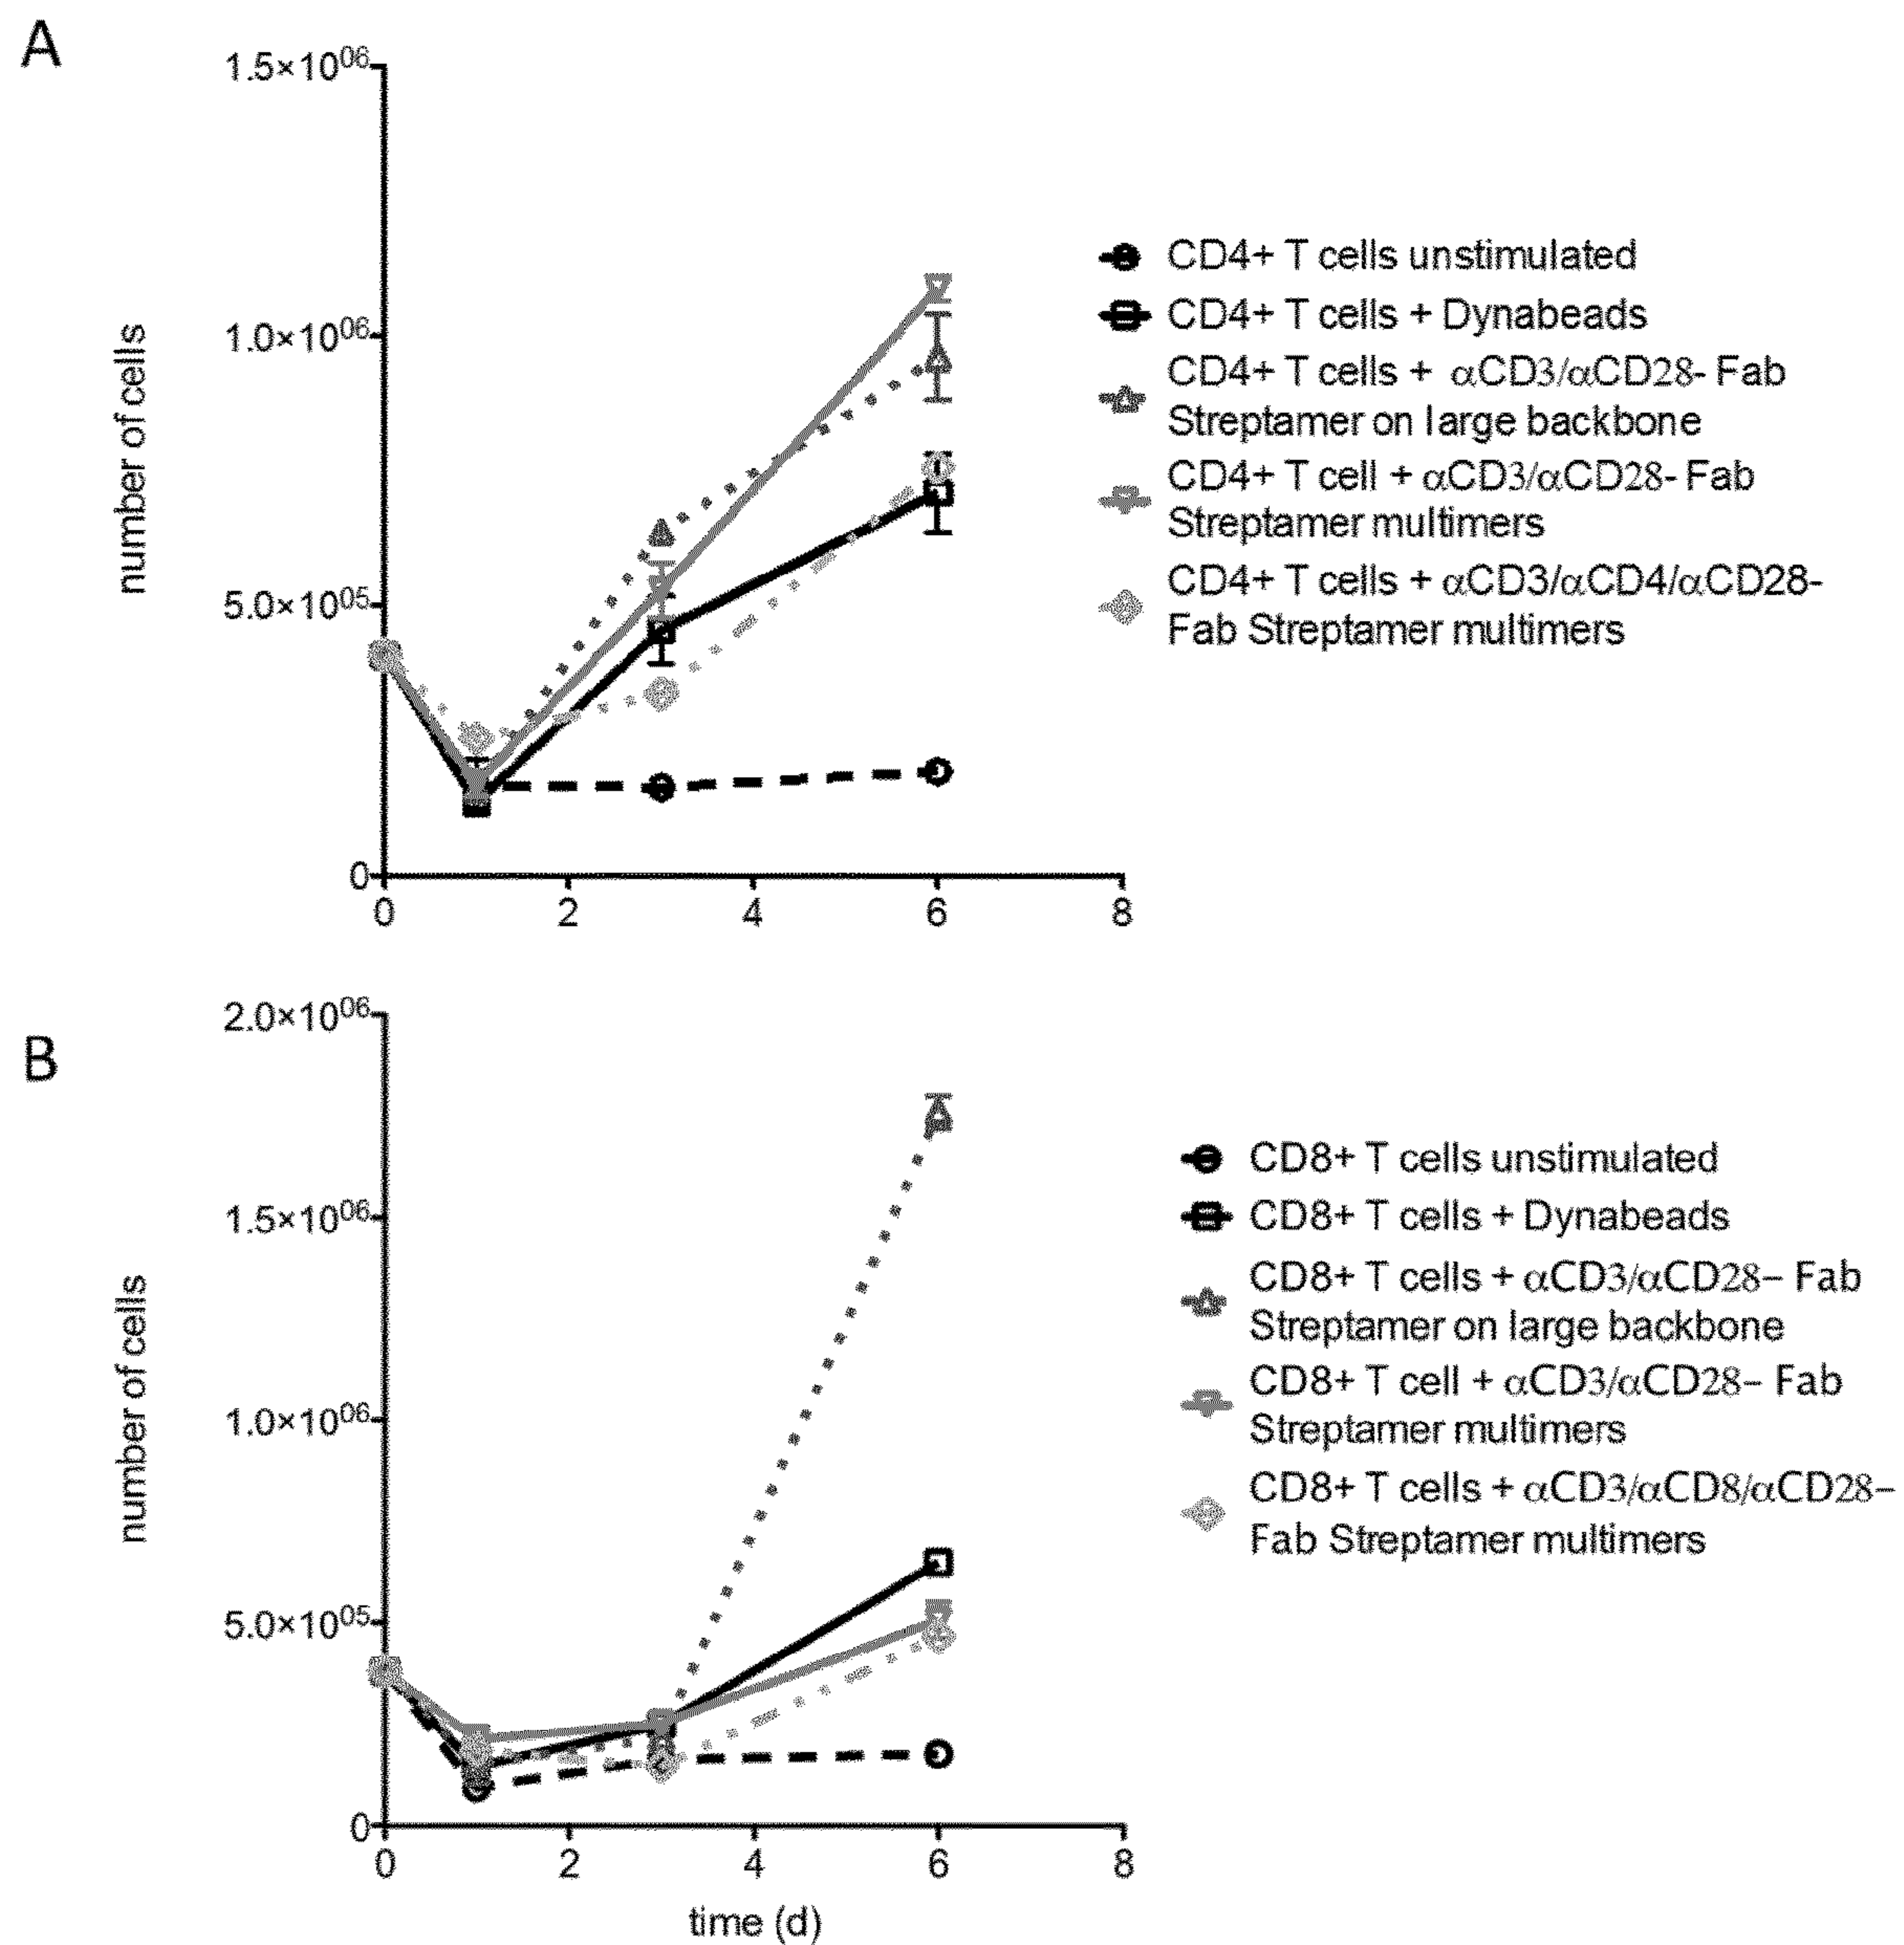 A
1.5×10⁰⁶
1.0×10⁰⁶
5.0×10⁰⁵
0
number of cells
0 2 4 6 8
CD4+ T cells unstimulated
CD4+ T cells + Dynabeads
CD4+ T cells + αCD3/αCD28- Fab
Streptamer on large backbone
CD4+ T cell + αCD3/αCD28- Fab
Streptamer multimers
CD4+ T cells + αCD3/αCD4/αCD28-
Fab Streptamer multimers
B
2.0×10⁰⁶
1.5×10⁰⁶
1.0×10⁰⁶
5.0×10⁰⁵
0
number of cells
0 2 4 6 8
time (d)
CD8+ T cells unstimulated
CD8+ T cells + Dynabeads
CD8+ T cells + αCD3/αCD28– Fab
Streptamer on large backbone
CD8+ T cell + αCD3/αCD28– Fab
Streptamer multimers
CD8+ T cells + αCD3/αCD8/αCD28–
Fab Streptamer multimers